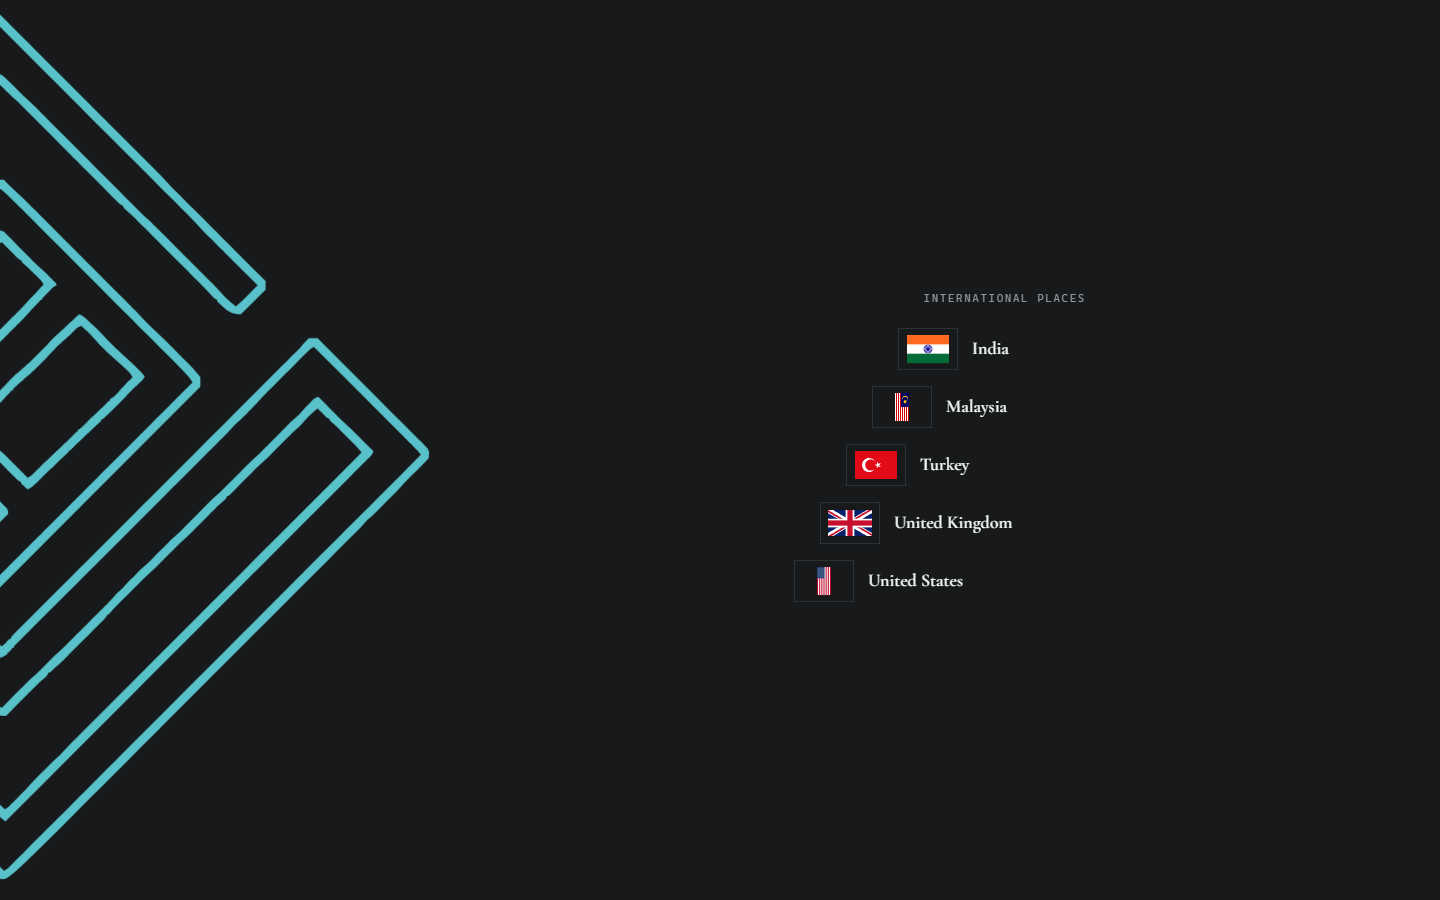 INTERNATIONAL PLACES
India
Malaysia
Turkey
United Kingdom
United States